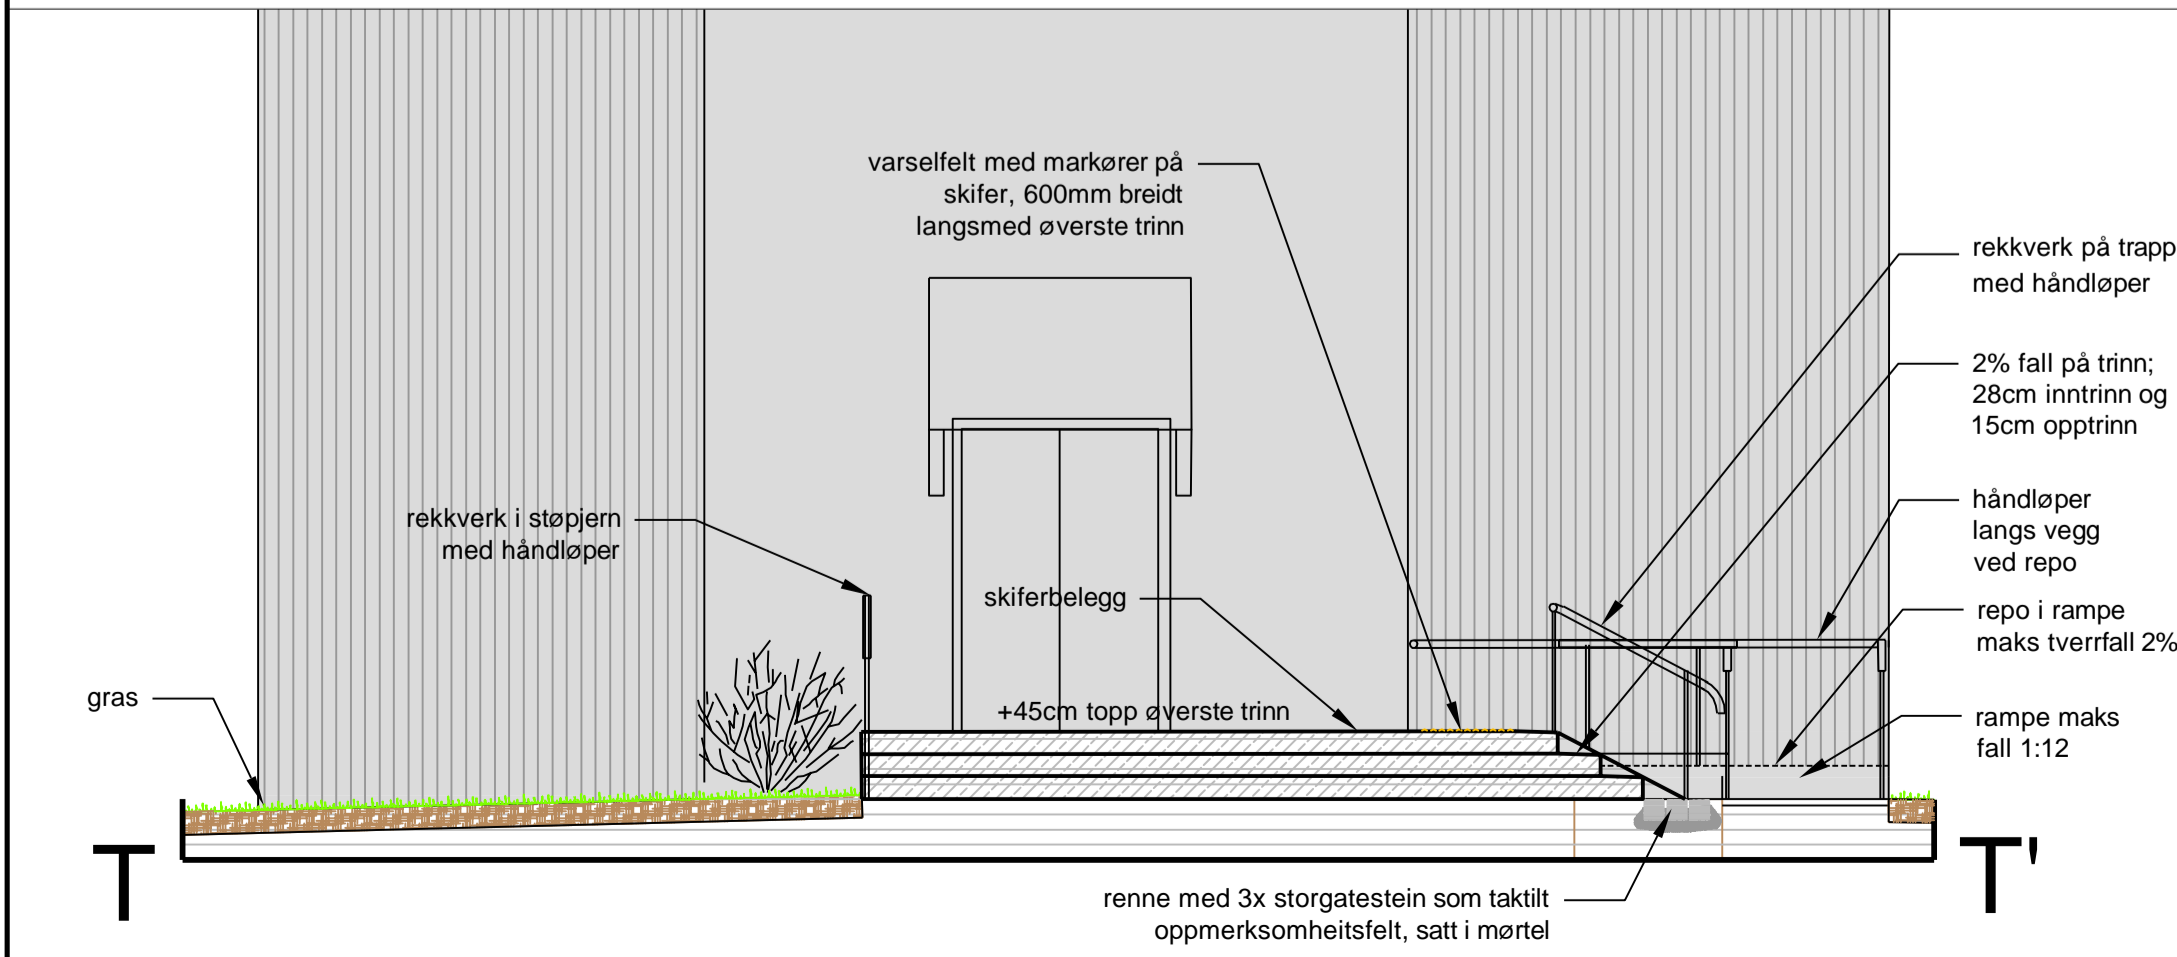 varselfelt med markører på
skifer, 600mm breidt
langsmed øverste trinn
rekkverk på trapp
med håndløper
2% fall på trinn;
28cm inntrinn og
15cm opptrinn
rekkverk i støpjern
med håndløper
håndløper
langs vegg
ved repo
skiferbelegg
repo i rampe
maks tverrfall 2%
gras
+45cm topp øverste trinn
rampe maks
fall 1:12
T
T'
renne med 3x storgatestein som taktilt
oppmerksomheitsfelt, satt i mørtel